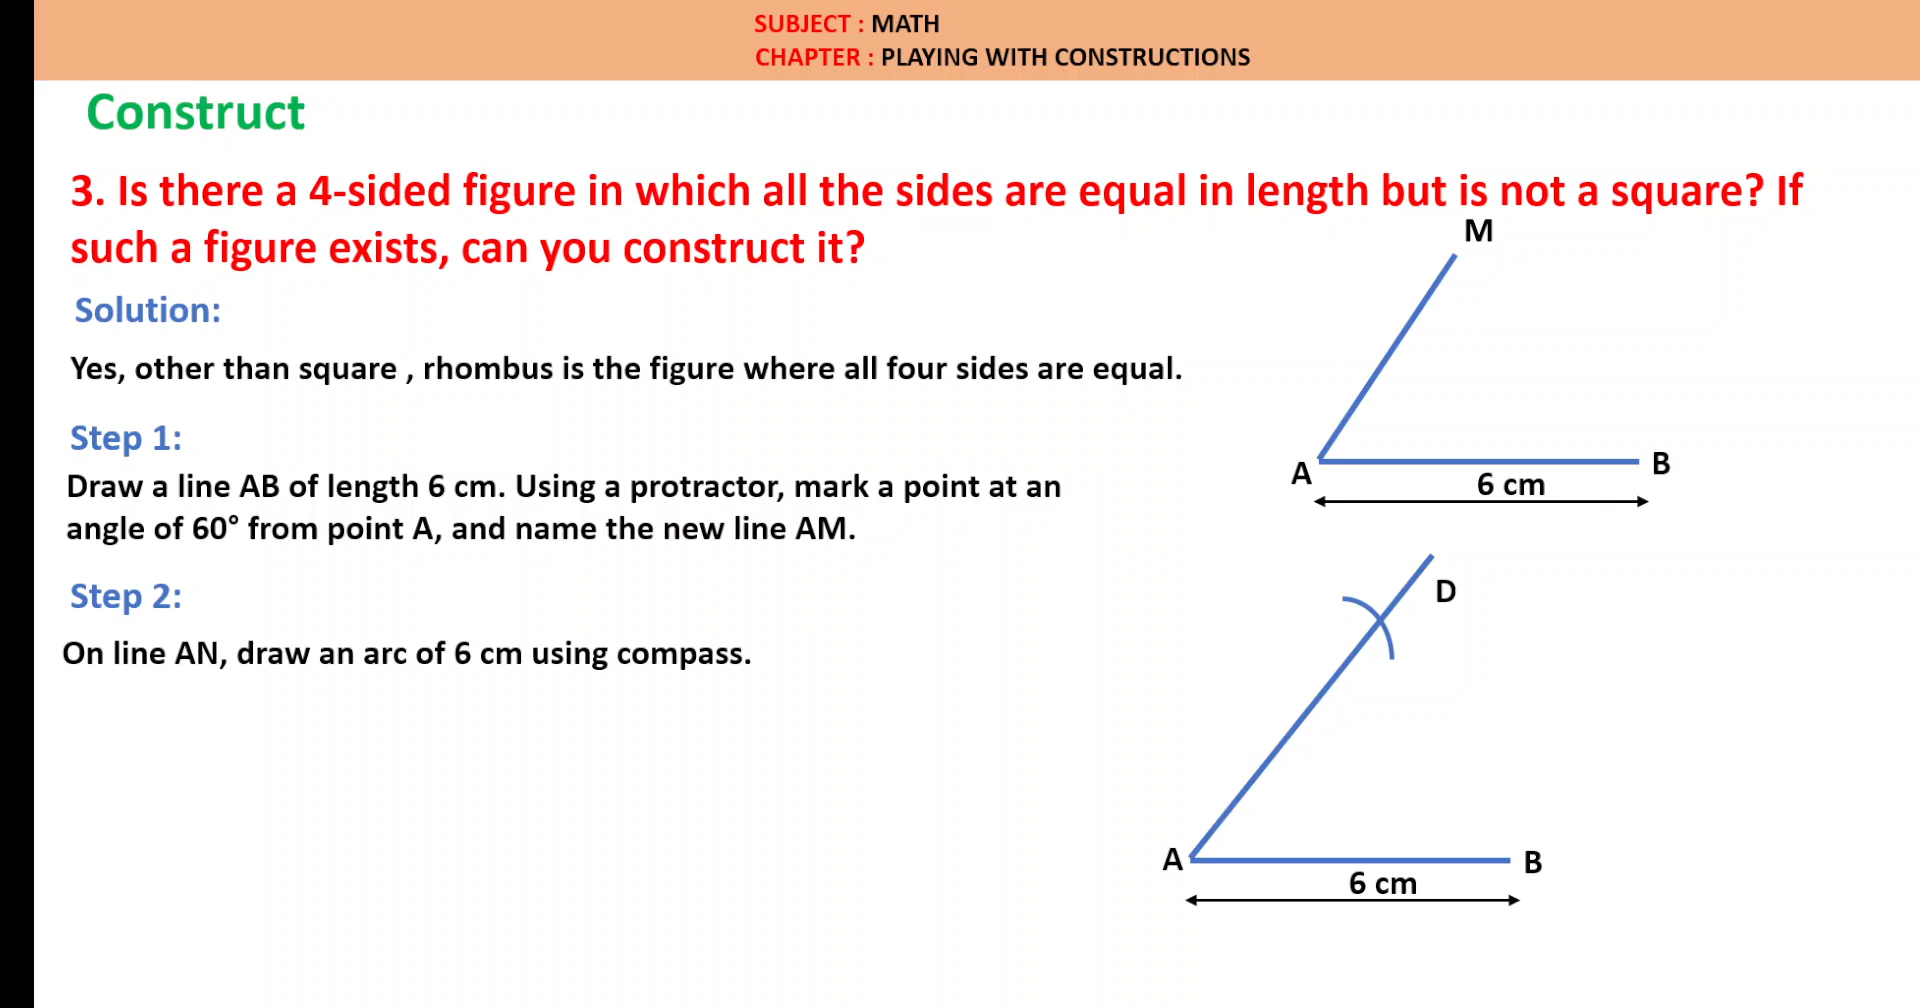 SUBJECT : MATH
CHAPTER : PLAYING WITH CONSTRUCTIONS
Construct
3. Is there a 4-sided figure in which all the sides are equal in length but is not a square? If
such a figure exists, can you construct it?
Solution:
Yes, other than square , rhombus is the figure where all four sides are equal.
Step 1:
Draw a line AB of length 6 cm. Using a protractor, mark a point at an
angle of 60° from point A, and name the new line AM.
Step 2:
On line AN, draw an arc of 6 cm using compass.
M
A
B
6 cm
D
A
B
6 cm